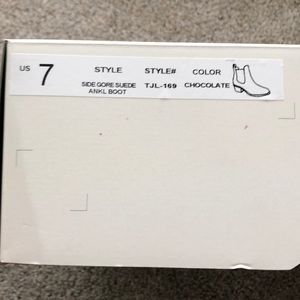 US 7 STYLE STYLE# COLOR
SIDE GORE SUEDE TJL-169 CHOCOLATE
ANKL BOOT